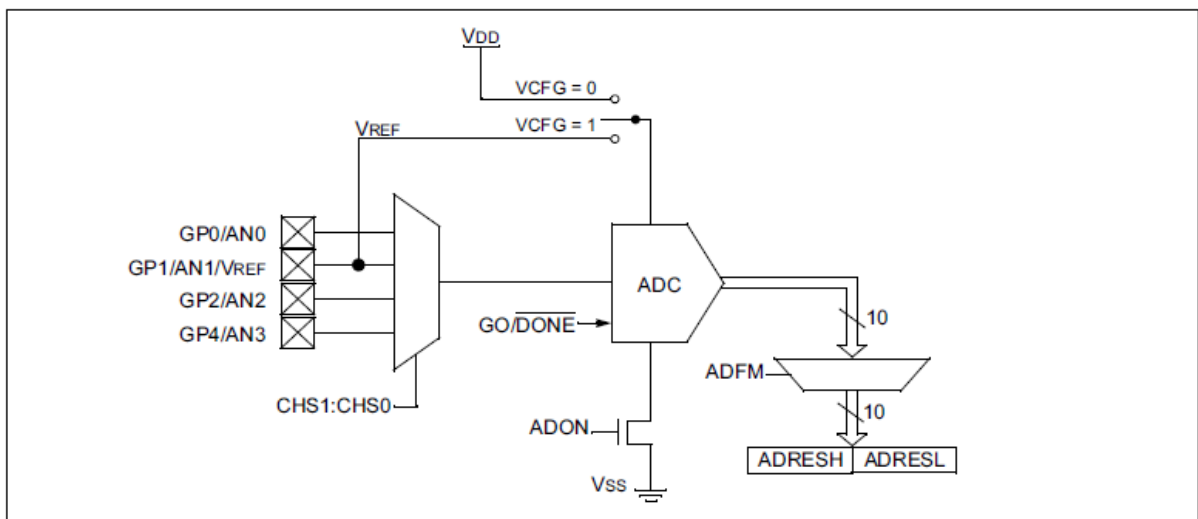 VDD
VCFG = 0
VREF
VCFG = 1
GP0/AN0
GP1/AN1/VREF
GP2/AN2
GP4/AN3
ADC
GO/DONE
10
ADFM
CHS1:CHS0
10
ADON
ADRESH ADRESL
VSS